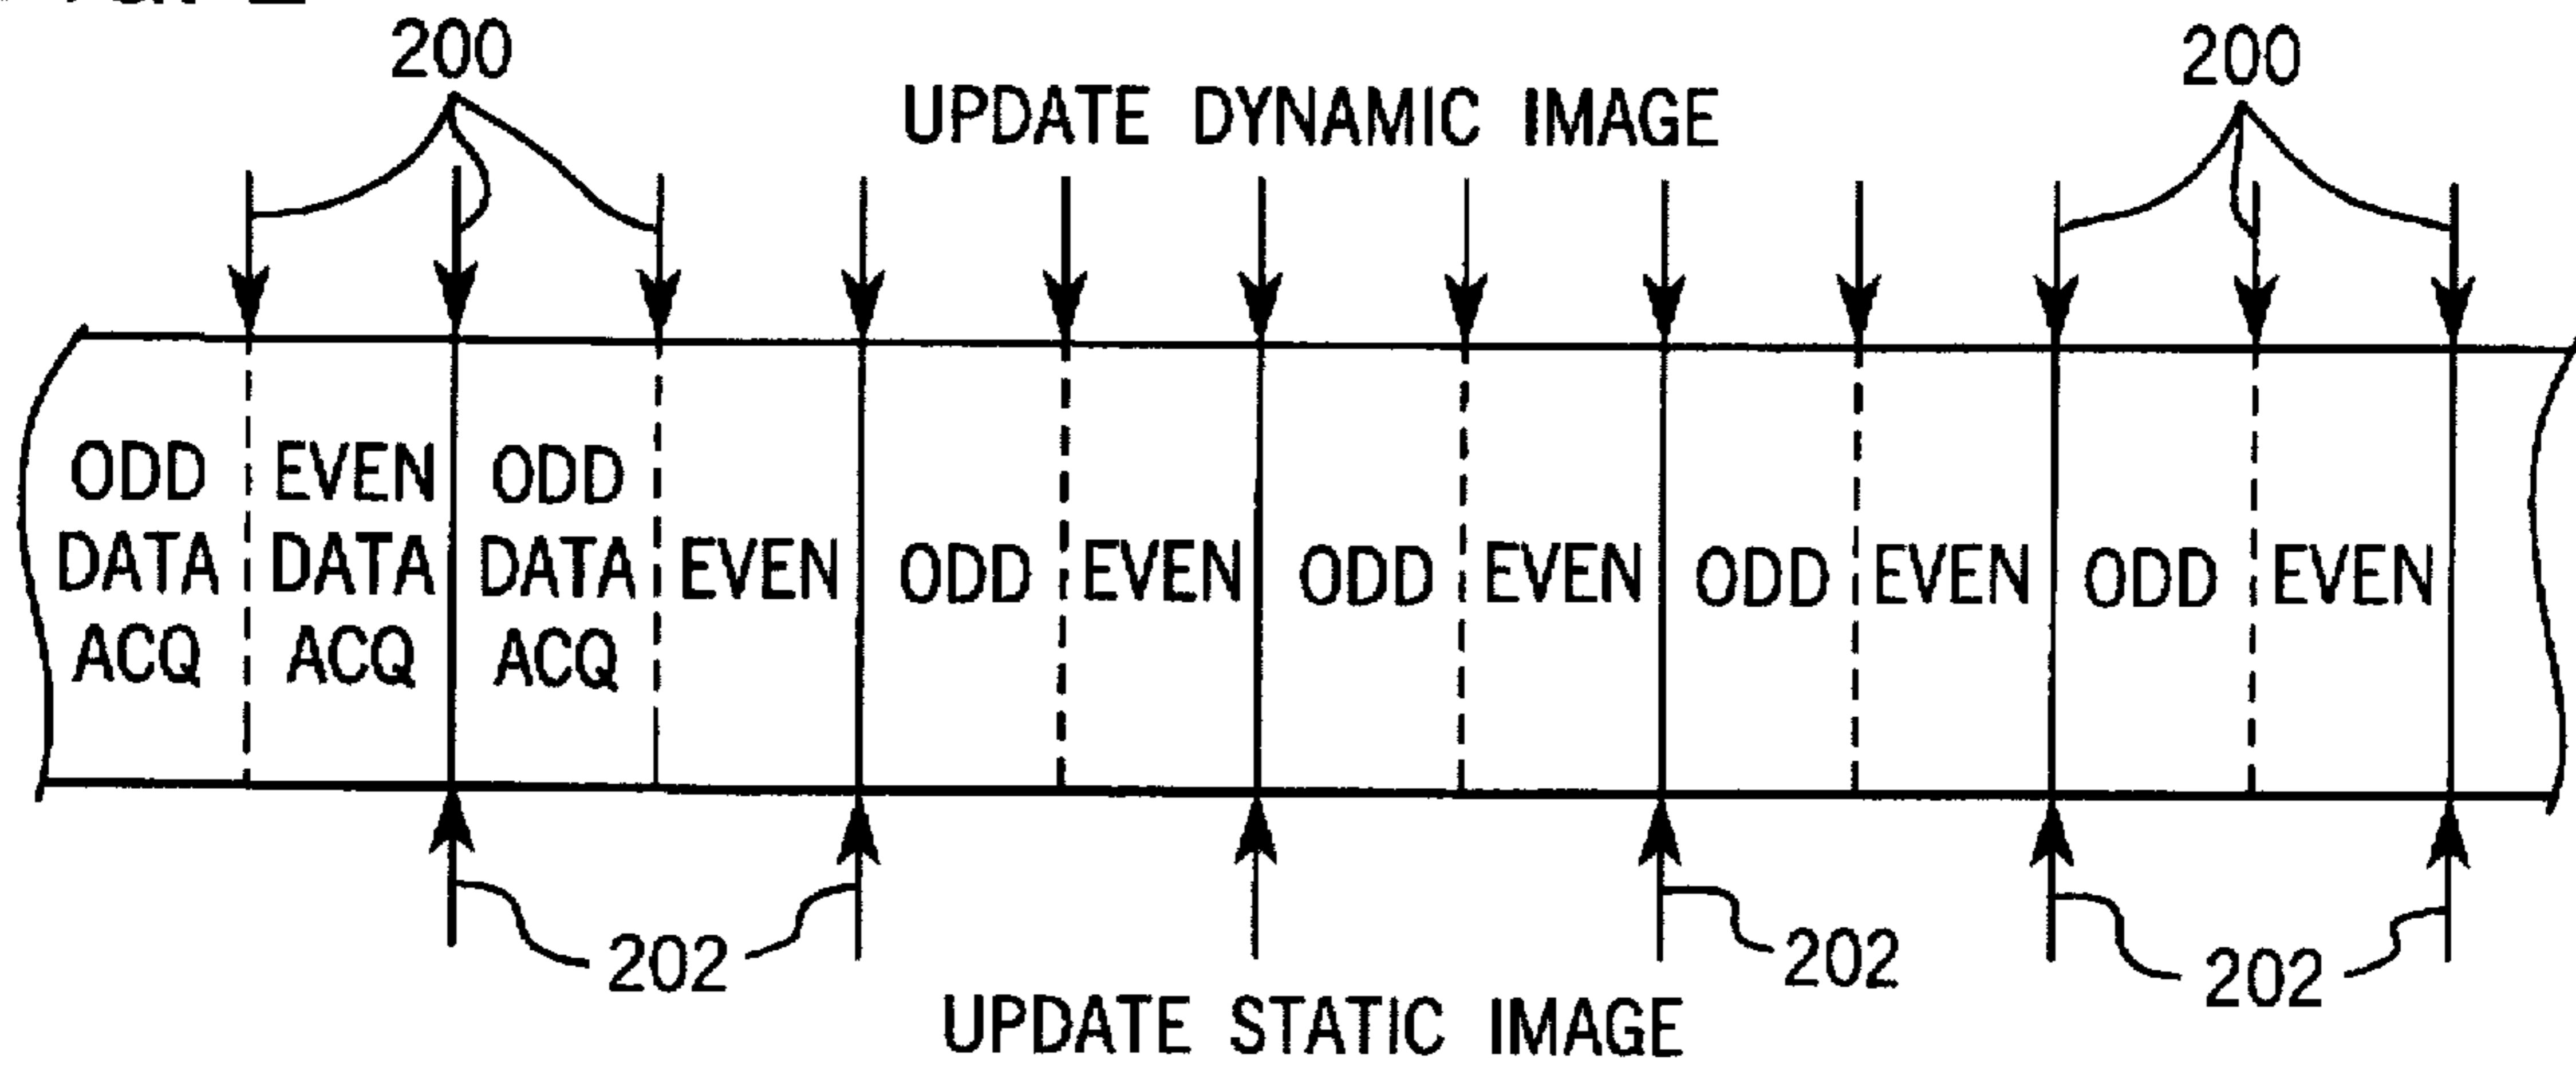 200
200
UPDATE DYNAMIC IMAGE
ODD DATA ACQ
EVEN DATA ACQ
ODD DATA ACQ
EVEN
ODD
EVEN
ODD
EVEN
ODD
EVEN
ODD
EVEN
202
202
202
UPDATE STATIC IMAGE